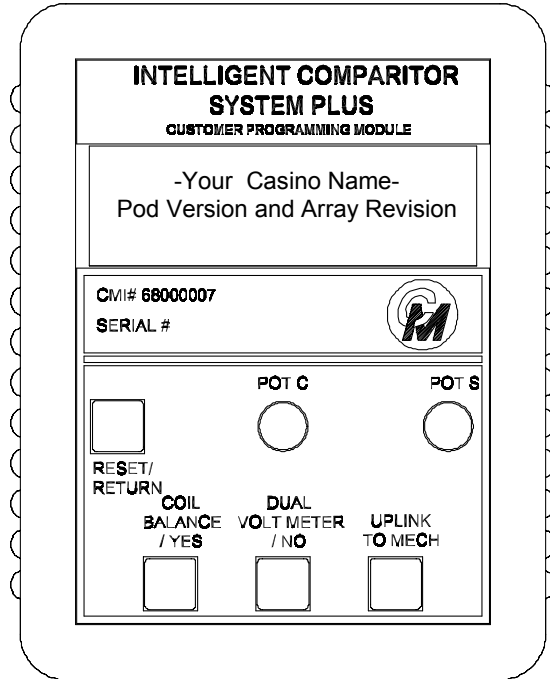 INTELLIGENT COMPARITOR
SYSTEM PLUS
CUSTOMER PROGRAMMING MODULE
-Your Casino Name-
Pod Version and Array Revision
CMI# 68000007
SERIAL #
CM
POT C
POT S
RESET/
RETURN
COIL
BALANCE
/ YES
DUAL
VOLT METER
/ NO
UPLINK
TO MECH